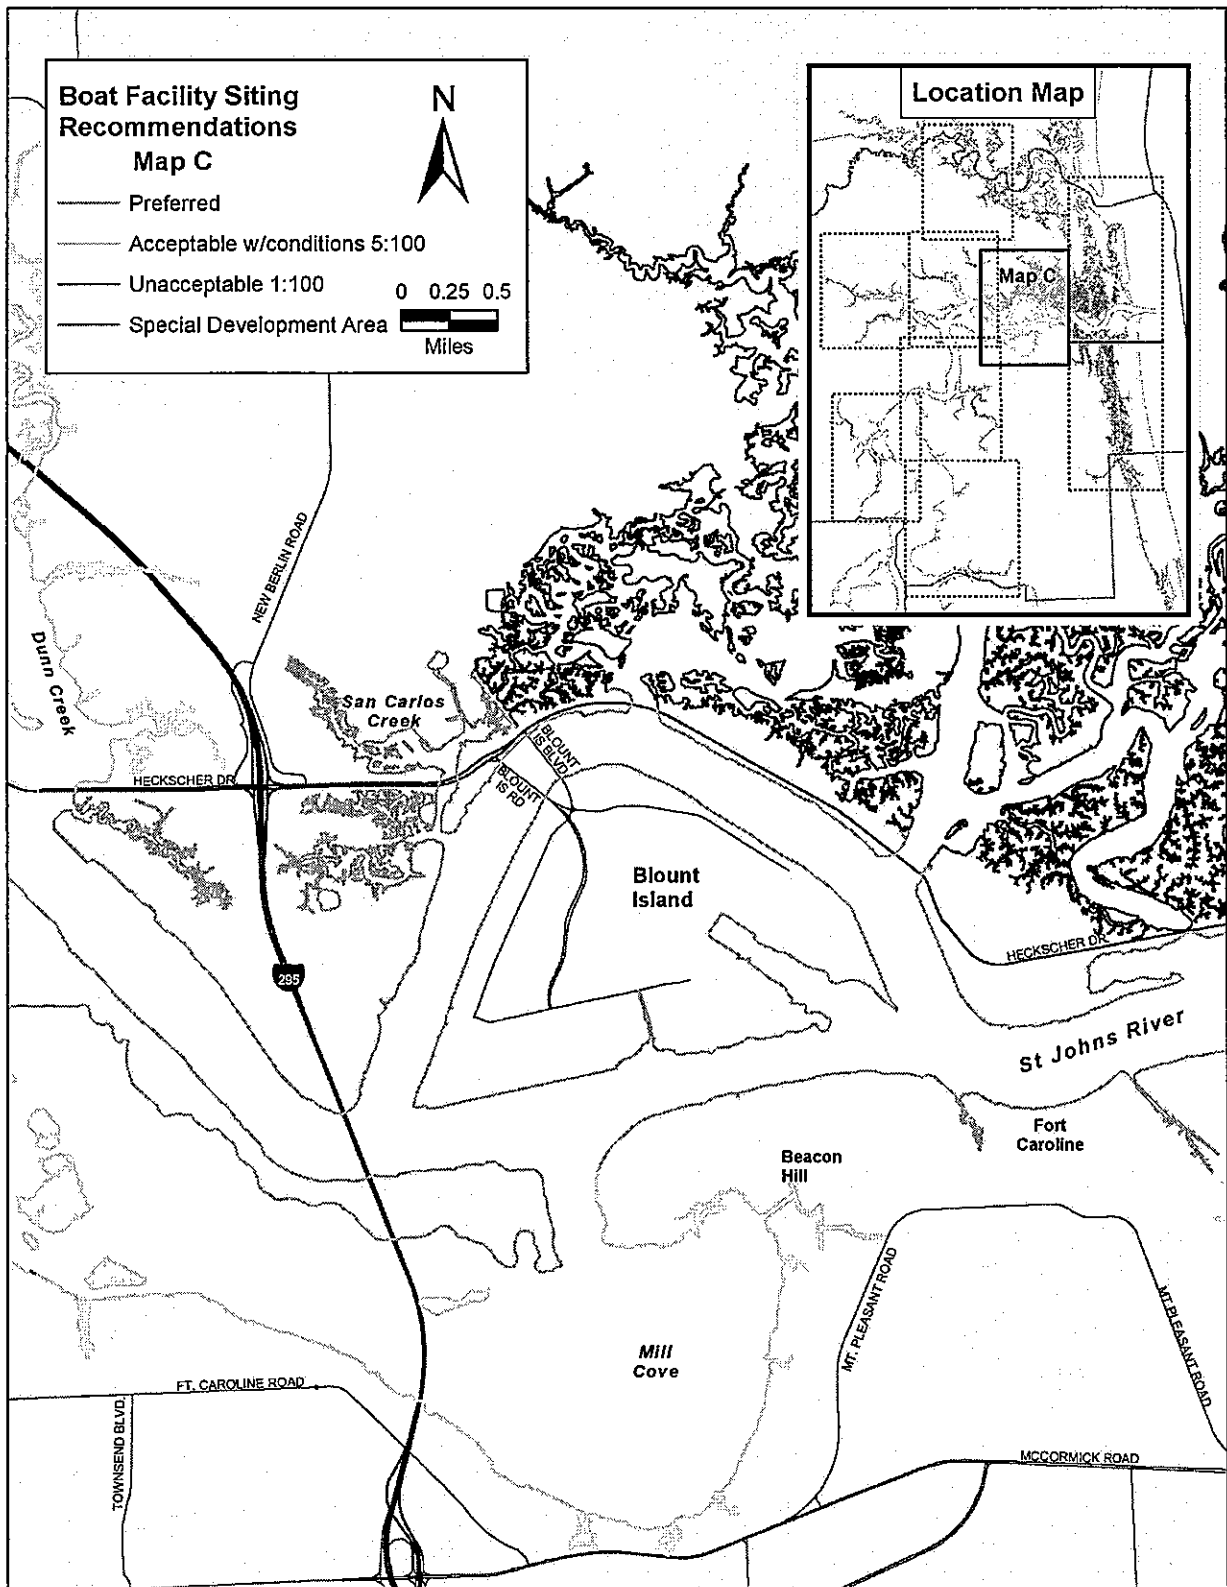 Boat Facility Siting
Recommendations
Map C
N
Preferred
Acceptable w/conditions 5:100
Unacceptable 1:100
Special Development Area
0 0.25 0.5
Miles
Location Map
Map C
NEW BERLIN ROAD
Dunn Creek
San Carlos
Creek
HECKSCHER DR
BLOUNT
IS BLVD.
BLOUNT
IS RD
Blount
Island
HECKSCHER DR
295
St Johns River
Fort
Caroline
Beacon
Hill
MT. PLEASANT ROAD
MT PLEASANT ROAD
Mill
Cove
FT. CAROLINE ROAD
TOWNSEND BLVD.
MCCORMICK ROAD